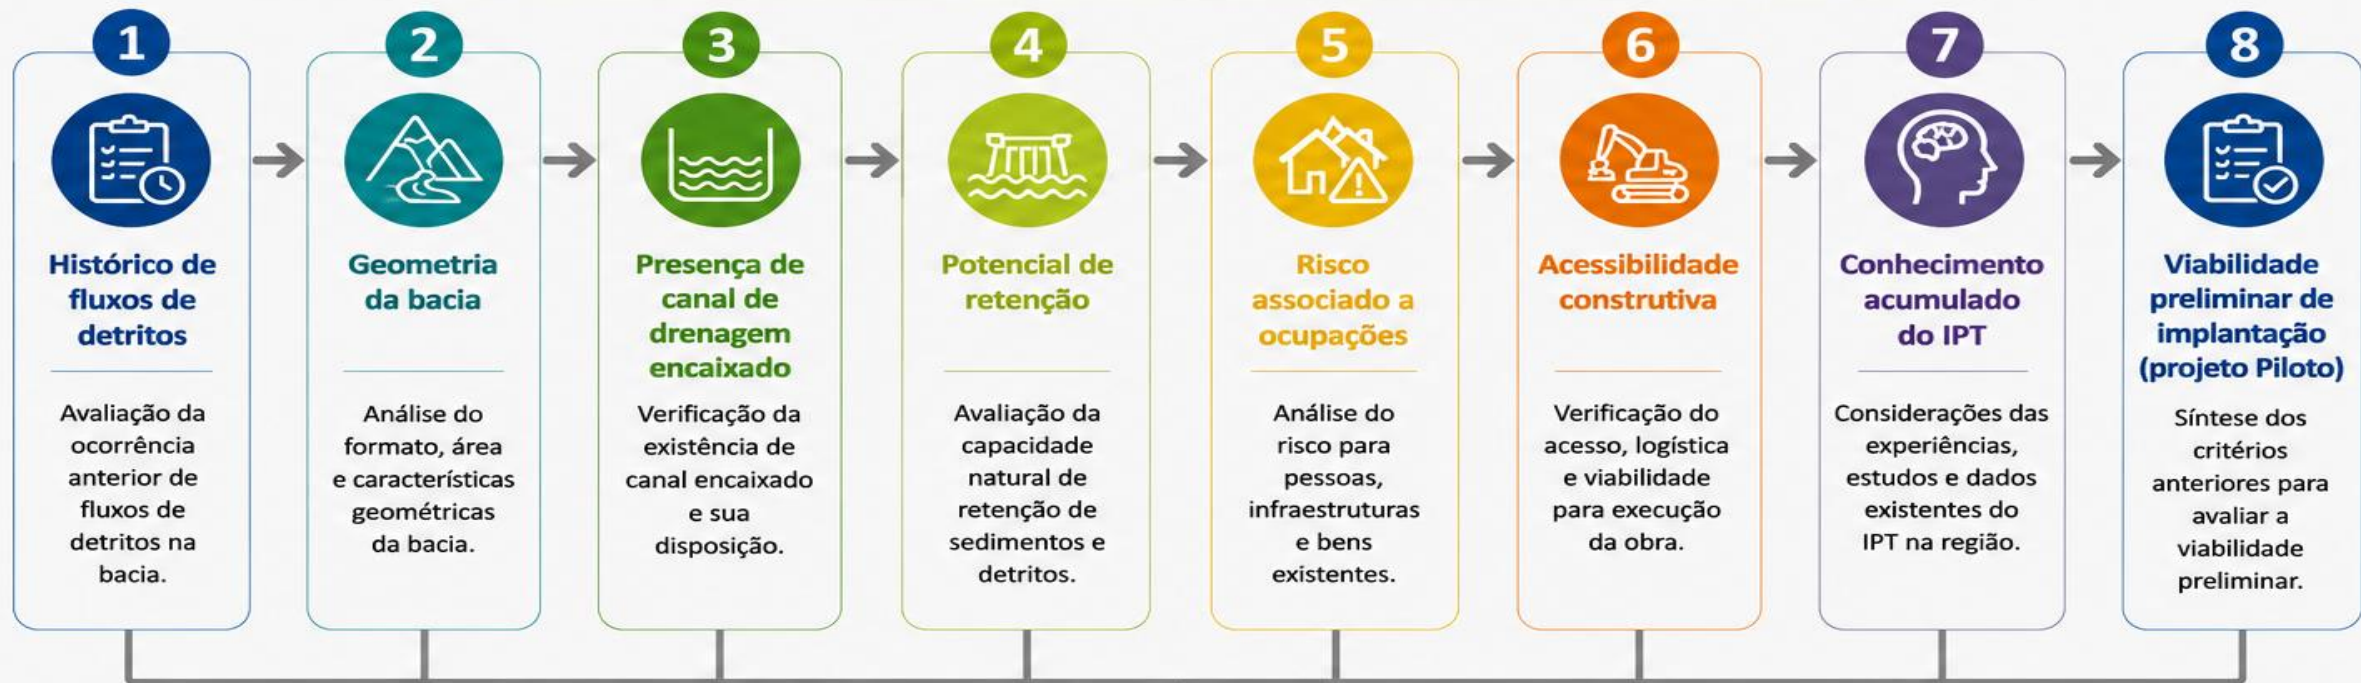 1
Histórico de
fluxos de
detritos
Avaliação da
ocorrência
anterior de
fluxos de
detritos na
bacia.
2
Geometria
da bacia
Análise do
formato, área
e características
geométricas
da bacia.
3
Presença de
canal de
drenagem
encaixado
Verificação da
existência de
canal encaixado
e sua
disposição.
4
Potencial de
retenção
Avaliação da
capacidade
natural de
retenção de
sedimentos e
detritos.
5
Risco
associado a
ocupações
Análise do
risco para
pessoas,
infraestruturas
e bens
existentes.
6
Acessibilidade
construtiva
Verificação do
acesso, logística
e viabilidade
para execução
da obra.
7
Conhecimento
acumulado
do IPT
Considerações das
experiências,
estudos e dados
existentes do
IPT na região.
8
Viabilidade
preliminar de
implantação
(projeto Piloto)
Síntese dos
critérios
anteriores para
avaliar a
viabilidade
preliminar.